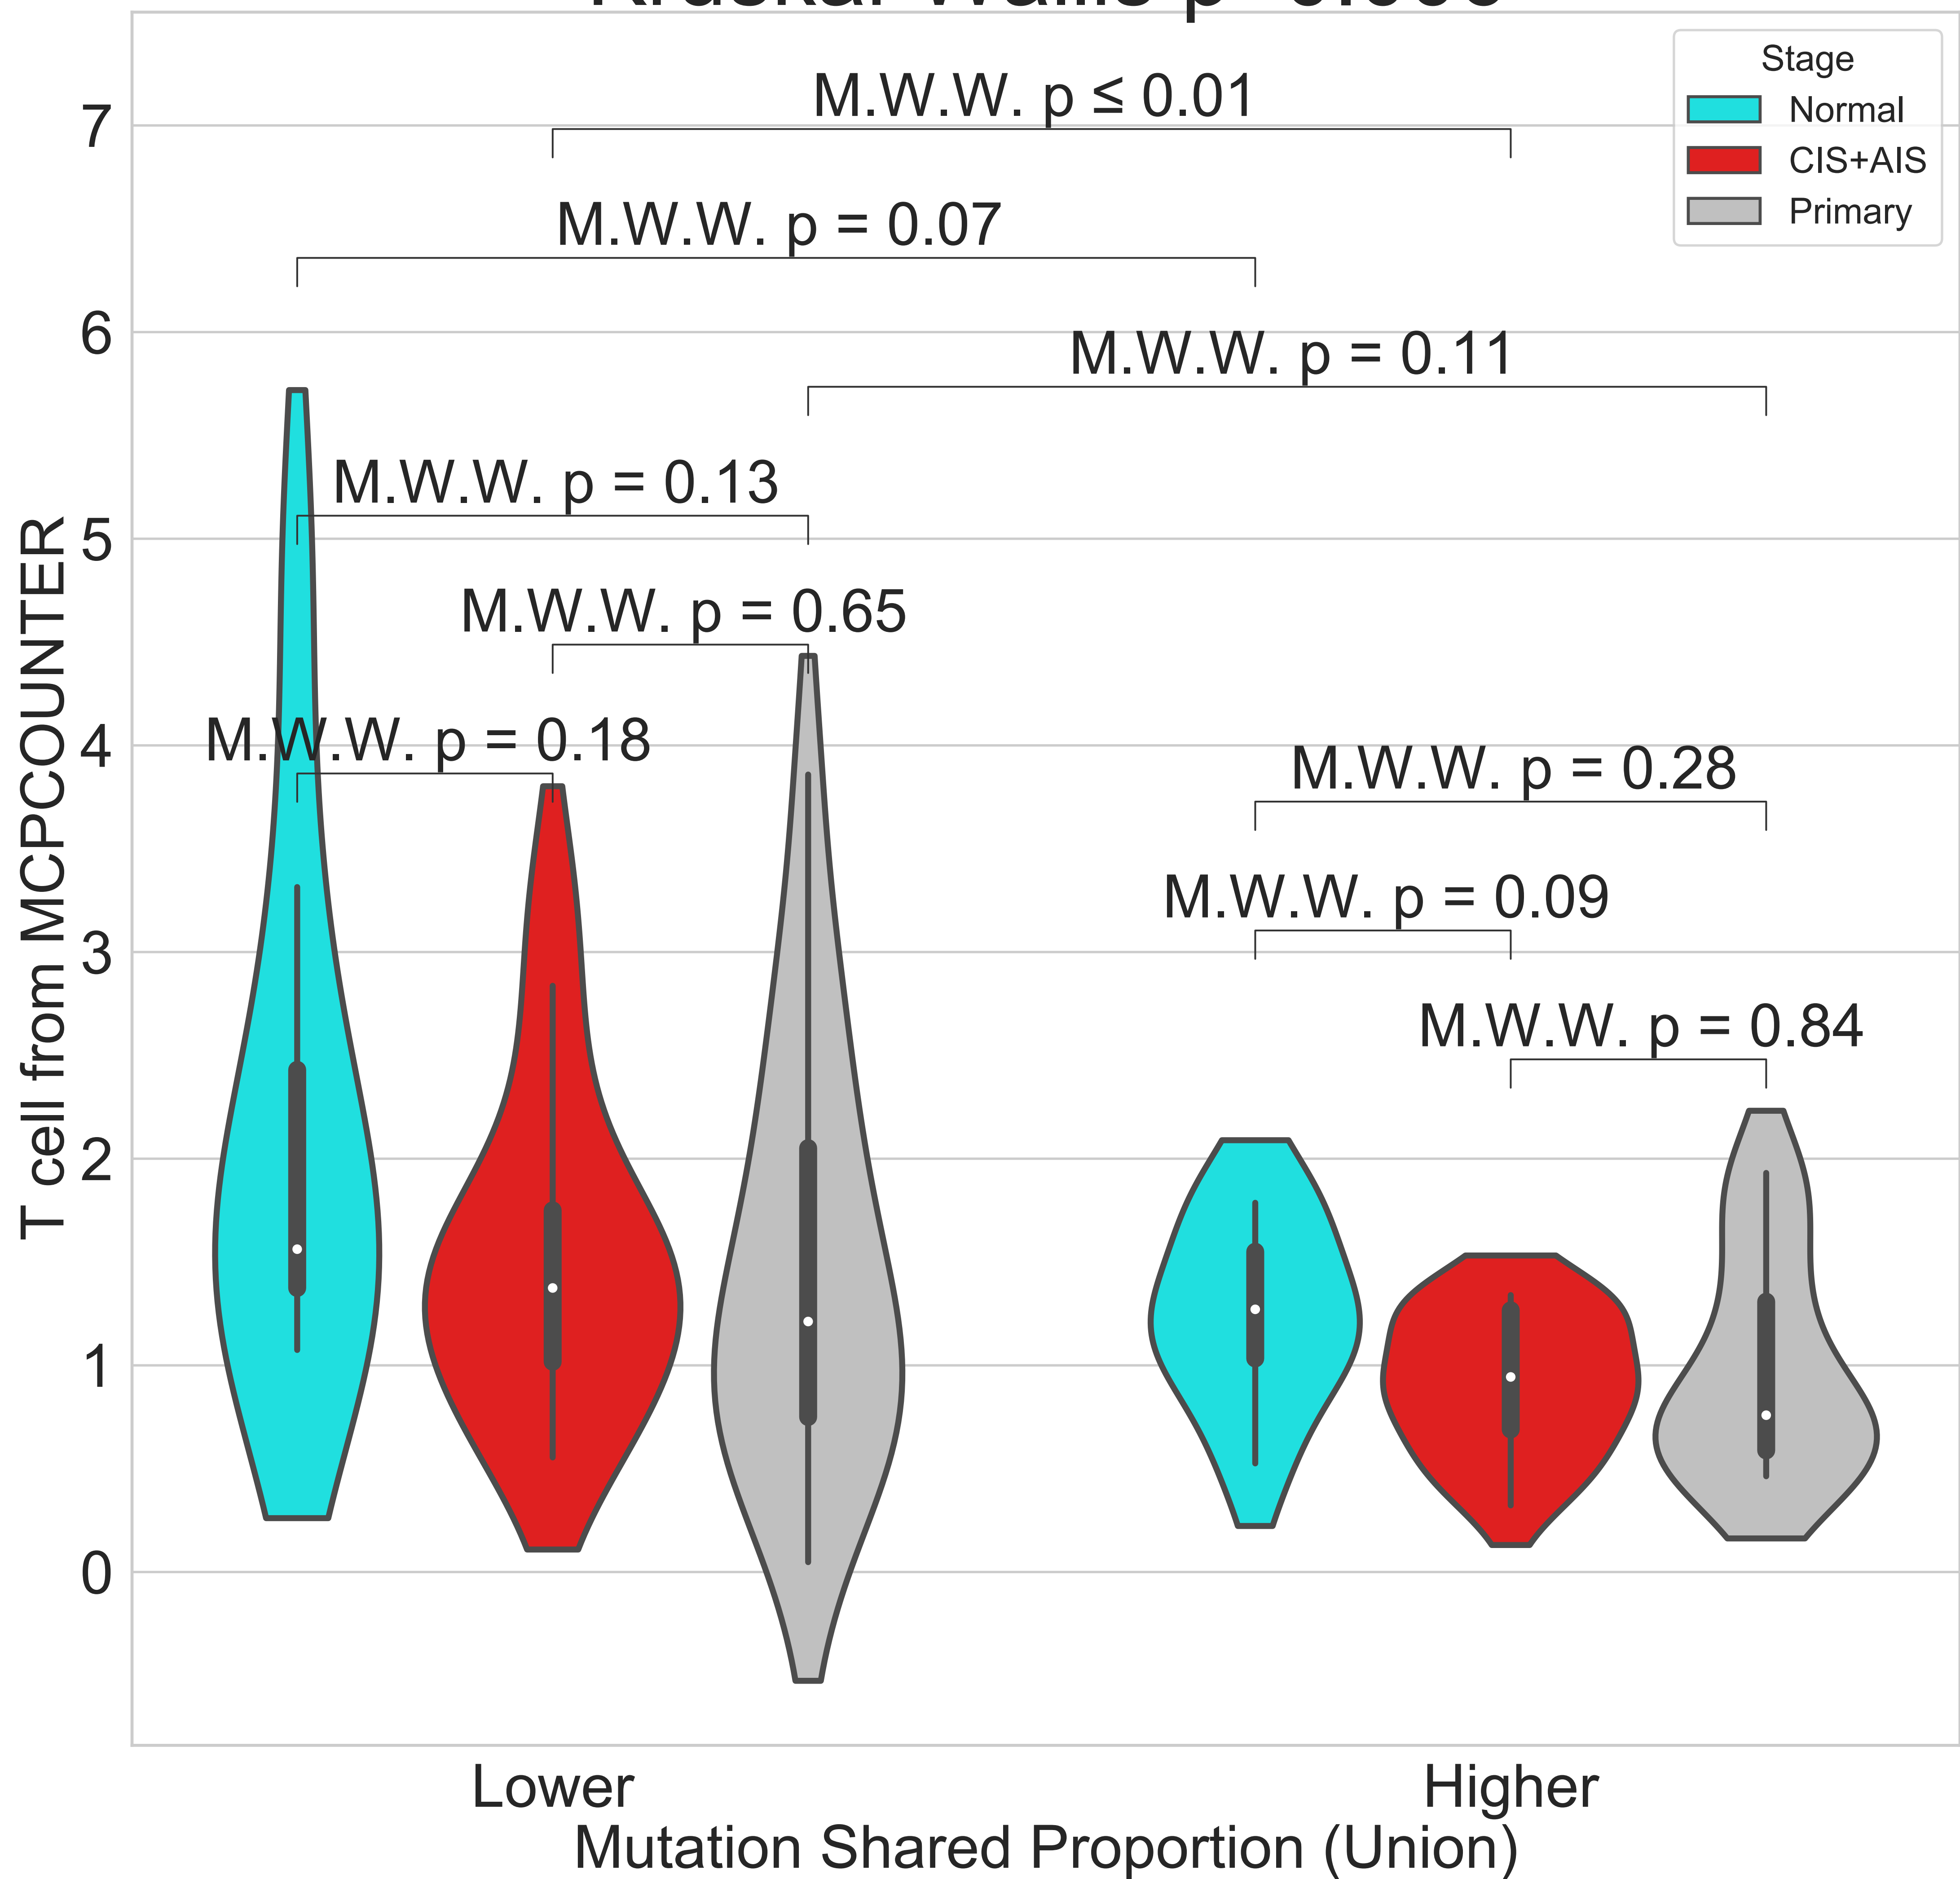 M.W.W. p ≤ 0.01
M.W.W. p = 0.07
M.W.W. p = 0.11
M.W.W. p = 0.13
M.W.W. p = 0.65
M.W.W. p = 0.18
M.W.W. p = 0.28
M.W.W. p = 0.09
M.W.W. p = 0.84
Stage
Normal
CIS+AIS
Primary
T cell from MCPCOUNTER
7
6
5
4
3
2
1
0
Lower
Higher
Mutation Shared Proportion (Union)